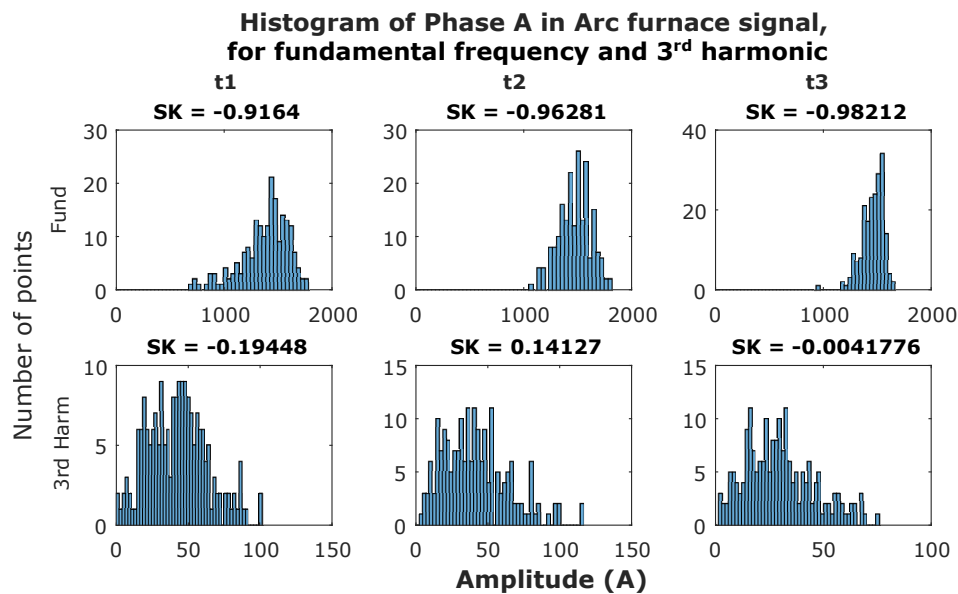 Histogram of Phase A in Arc furnace signal,
for fundamental frequency and 3rd harmonic
t1
t2
t3
SK = -0.9164
SK = -0.96281
SK = -0.98212
30
20
10
0
0
1000
2000
30
20
10
0
0
1000
2000
40
30
20
10
0
0
1000
2000
Fund
Number of points
SK = -0.19448
SK = 0.14127
SK = -0.0041776
10
5
0
0
50
100
150
15
10
5
0
0
50
100
150
15
10
5
0
0
50
100
3rd Harm
Amplitude (A)